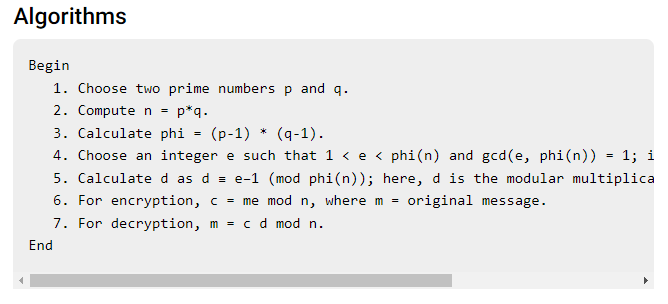 Algorithms
Begin
1. Choose two prime numbers p and q.
2. Compute n = p*q.
3. Calculate phi = (p-1) * (q-1).
4. Choose an integer e such that 1 < e < phi(n) and gcd(e, phi(n)) = 1; i
5. Calculate d as d ≡ e−1 (mod phi(n)); here, d is the modular multiplica
6. For encryption, c = me mod n, where m = original message.
7. For decryption, m = c d mod n.
End